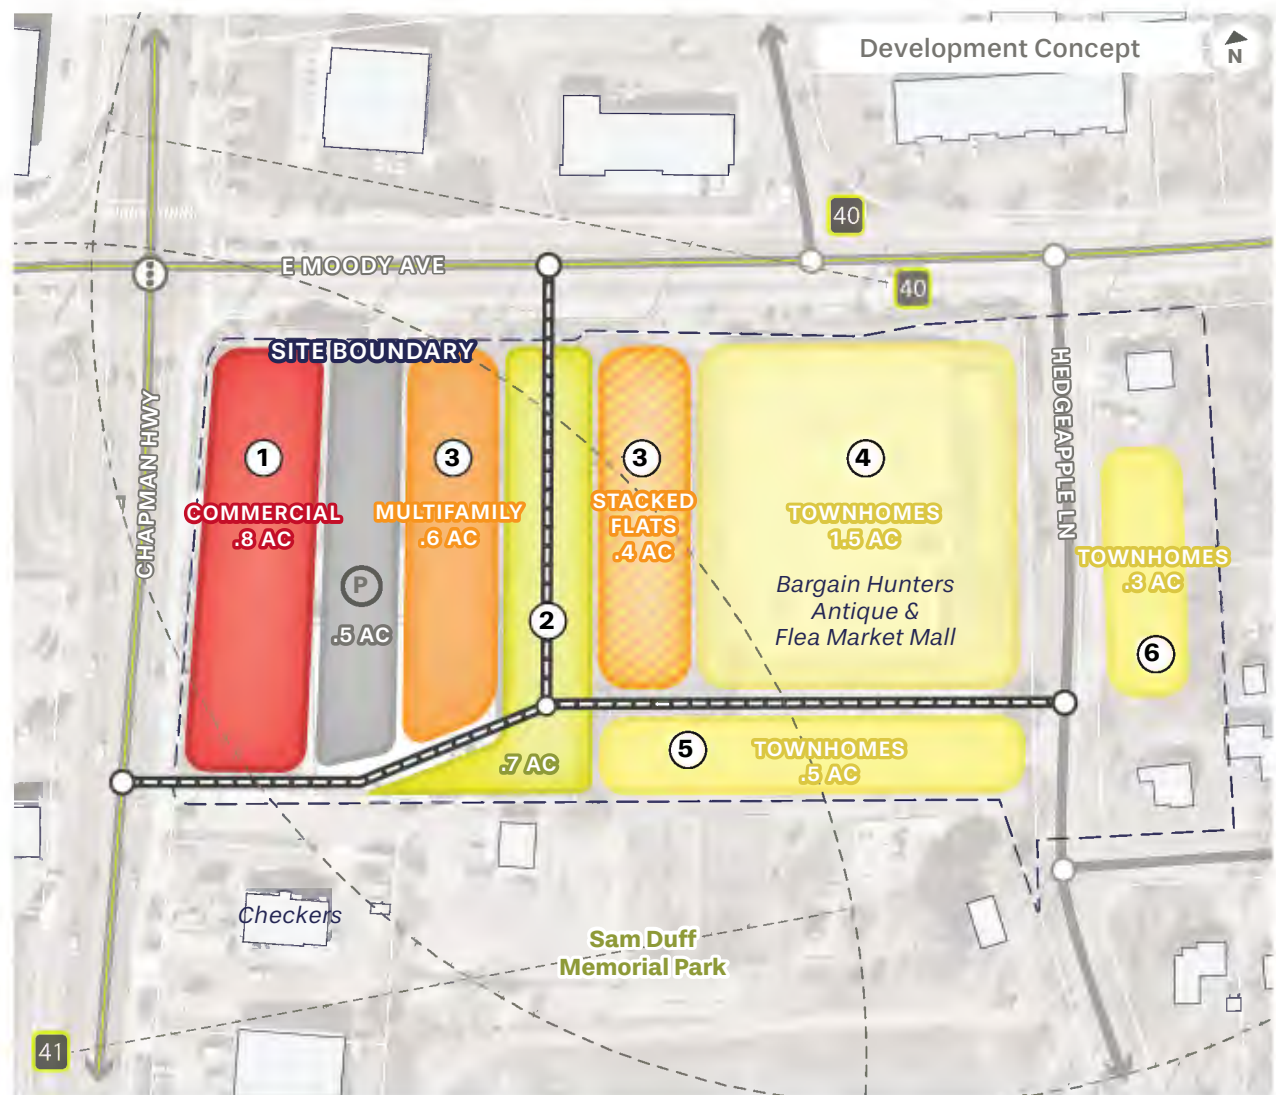 Development Concept
N
40
40
E MOODY AVE
SITE BOUNDARY
CHAPMAN HWY
HEDGEAPPLE LN
1
COMMERCIAL
.8 AC
P
.5 AC
3
MULTIFAMILY
.6 AC
2
3
STACKED
FLATS
.4 AC
4
TOWNHOMES
1.5 AC
Bargain Hunters
Antique &
Flea Market Mall
TOWNHOMES
.3 AC
6
.7 AC
5
TOWNHOMES
.5 AC
Checkers
Sam Duff
Memorial Park
41